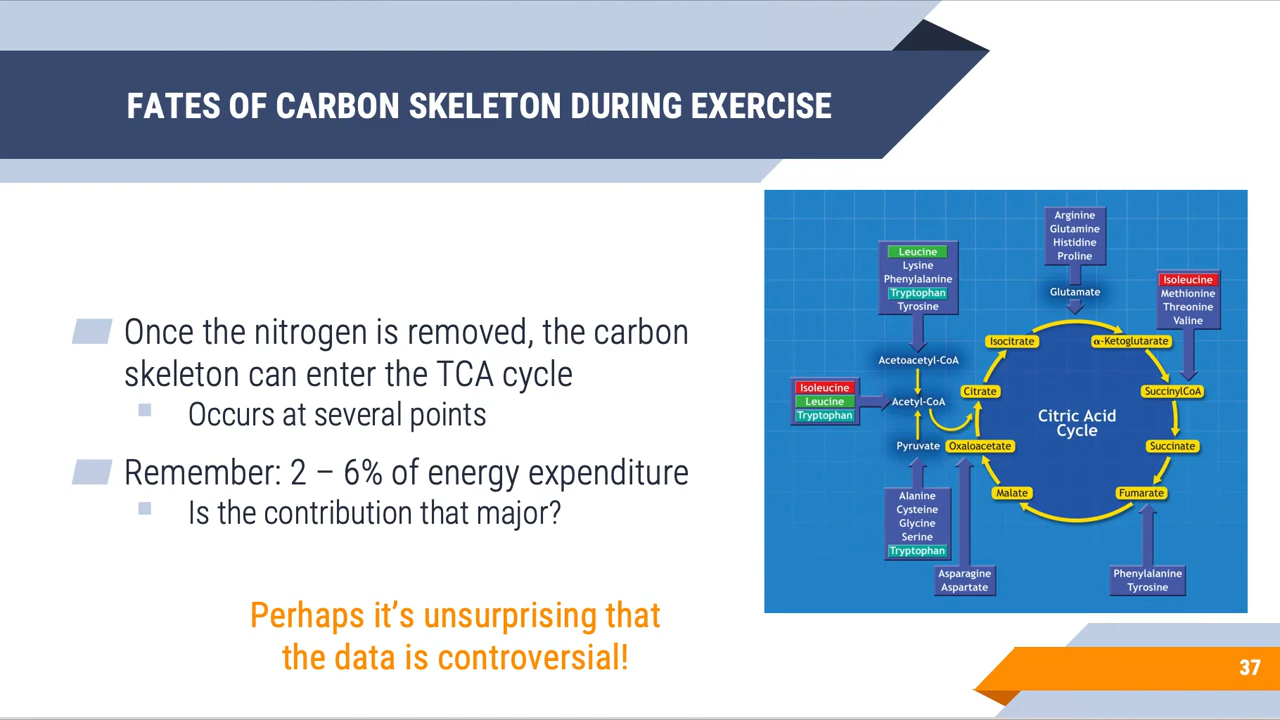 FATES OF CARBON SKELETON DURING EXERCISE
Once the nitrogen is removed, the carbon
skeleton can enter the TCA cycle
Occurs at several points
Remember: 2 – 6% of energy expenditure
Is the contribution that major?
Perhaps it’s unsurprising that
the data is controversial!
Arginine
Glutamine
Histidine
Proline
Glutamate
Leucine
Lysine
Phenylalanine
Tryptophan
Tyrosine
Acetoacetyl-CoA
Isoleucine
Methionine
Threonine
Valine
Isoleucine
Leucine
Tryptophan
Acetyl-CoA
Pyruvate
Isocitrate
α-Ketoglutarate
Citrate
SuccinylCoA
Citric Acid
Cycle
Oxaloacetate
Succinate
Malate
Fumarate
Alanine
Cysteine
Glycine
Serine
Tryptophan
Asparagine
Aspartate
Phenylalanine
Tyrosine
37